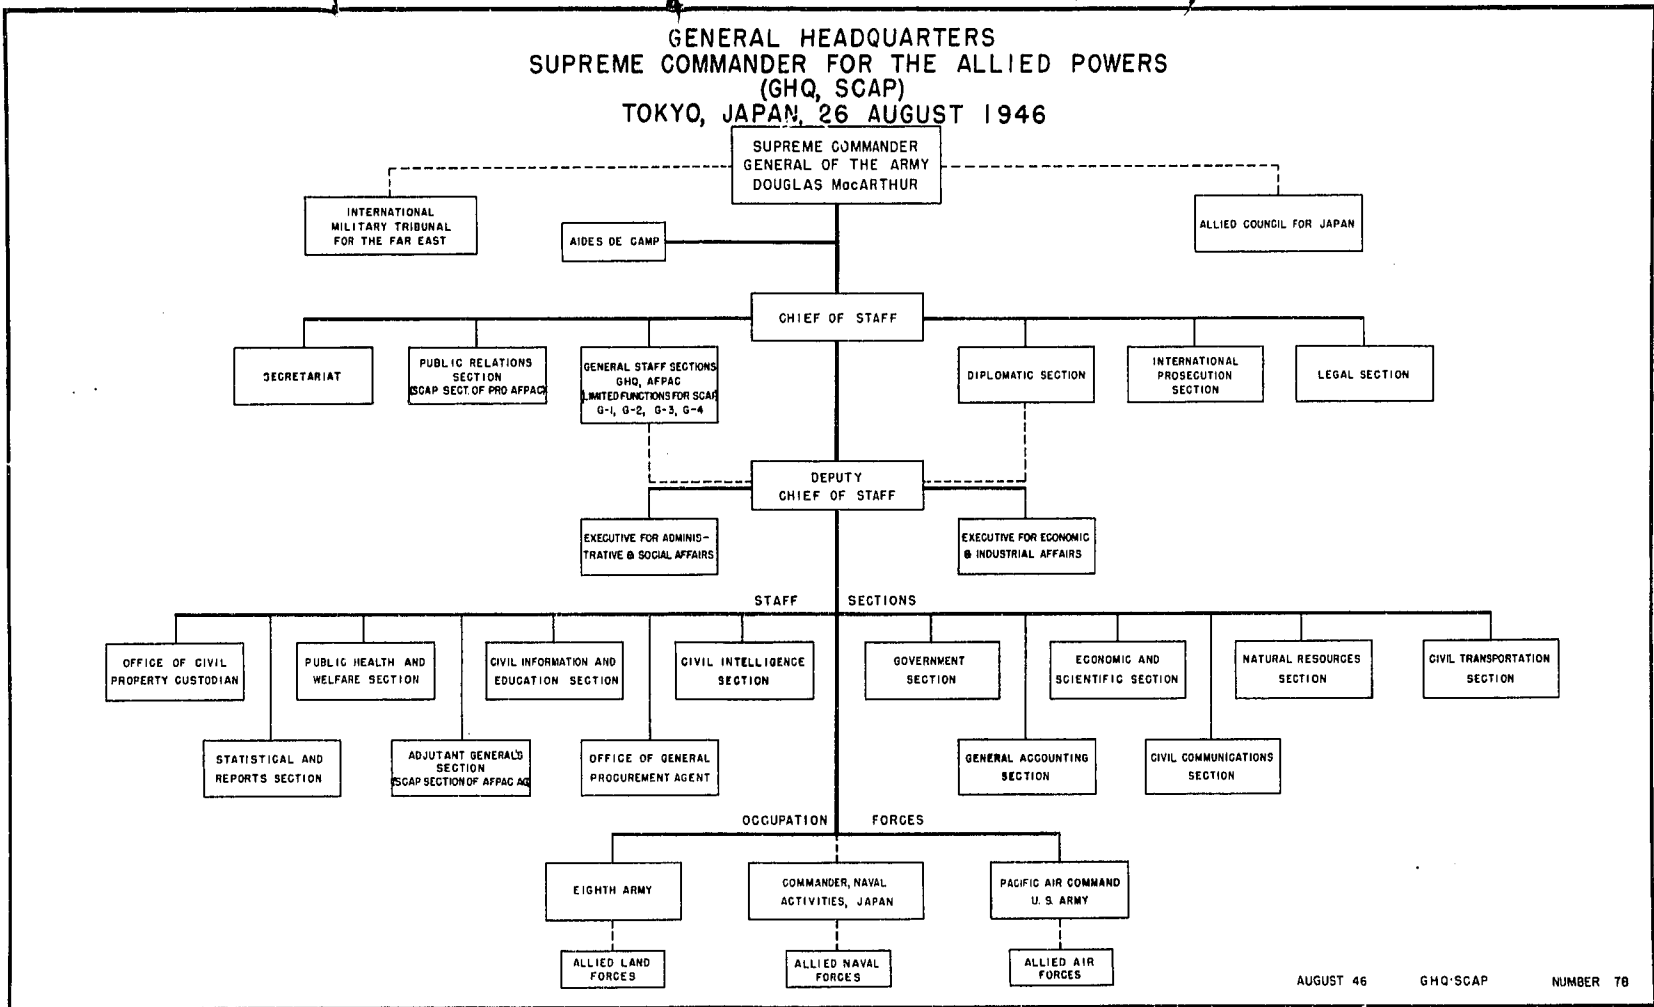 GENERAL HEADQUARTERS
SUPREME COMMANDER FOR THE ALLIED POWERS
(GHQ, SCAP)
TOKYO, JAPAN, 26 AUGUST 1946
SUPREME COMMANDER
GENERAL OF THE ARMY
DOUGLAS MacARTHUR
INTERNATIONAL
MILITARY TRIBUNAL
FOR THE FAR EAST
AIDES DE CAMP
ALLIED COUNCIL FOR JAPAN
CHIEF OF STAFF
SECRETARIAT
PUBLIC RELATIONS
SECTION
(SCAP SECT. OF PRO AFPAC)
GENERAL STAFF SECTIONS
GHQ, AFPAC
(LIMITED FUNCTIONS FOR SCAP)
G-1, G-2, G-3, G-4
DIPLOMATIC SECTION
INTERNATIONAL
PROSECUTION
SECTION
LEGAL SECTION
DEPUTY
CHIEF OF STAFF
EXECUTIVE FOR ADMINIS-
TRATIVE & SOCIAL AFFAIRS
EXECUTIVE FOR ECONOMIC
& INDUSTRIAL AFFAIRS
STAFF SECTIONS
OFFICE OF CIVIL
PROPERTY CUSTODIAN
PUBLIC HEALTH AND
WELFARE SECTION
CIVIL INFORMATION AND
EDUCATION SECTION
CIVIL INTELLIGENCE
SECTION
GOVERNMENT
SECTION
ECONOMIC AND
SCIENTIFIC SECTION
NATURAL RESOURCES
SECTION
CIVIL TRANSPORTATION
SECTION
STATISTICAL AND
REPORTS SECTION
ADJUTANT GENERAL'S
SECTION
(SCAP SECTION OF AFPAC AG)
OFFICE OF GENERAL
PROCUREMENT AGENT
GENERAL ACCOUNTING
SECTION
CIVIL COMMUNICATIONS
SECTION
OCCUPATION FORCES
EIGHTH ARMY
COMMANDER, NAVAL
ACTIVITIES, JAPAN
PACIFIC AIR COMMAND
U. S. ARMY
ALLIED LAND
FORCES
ALLIED NAVAL
FORCES
ALLIED AIR
FORCES
AUGUST 46 GHQ-SCAP NUMBER 78